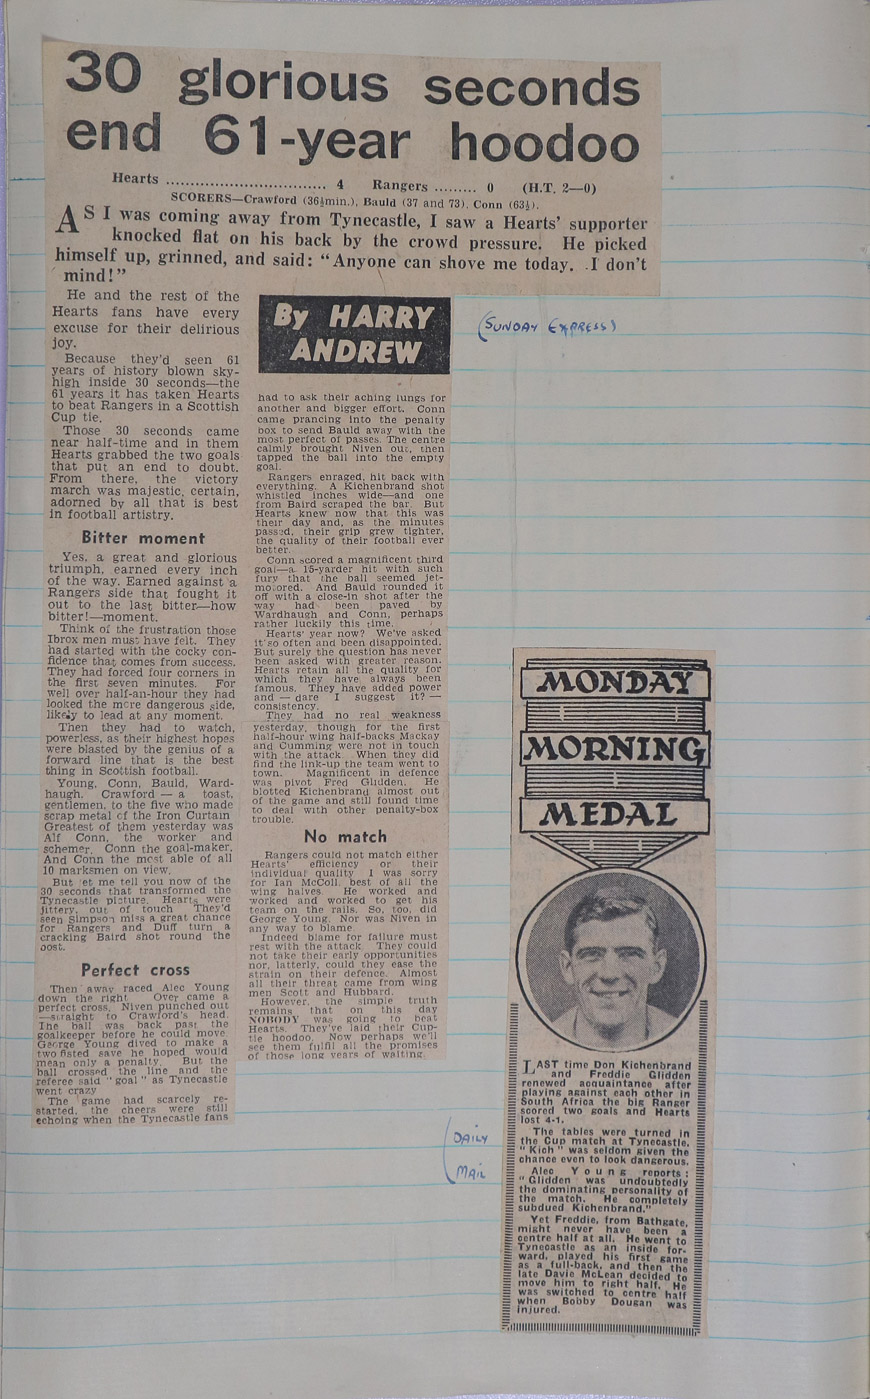 30 glorious seconds
end 61-year hoodoo
Hearts .............................. 4 Rangers ......... 0 (H.T. 2—0)
SCORERS—Crawford (36½min.), Bauld (37 and 73), Conn (63½).
AS I was coming away from Tynecastle, I saw a Hearts' supporter
knocked flat on his back by the crowd pressure. He picked
himself up, grinned, and said: "Anyone can shove me today. I don't
mind!"
He and the rest of the
Hearts fans have every
excuse for their delirious
joy.
Because they'd seen 61
years of history blown sky-
high inside 30 seconds—the
61 years it has taken Hearts
to beat Rangers in a Scottish
Cup tie.
Those 30 seconds came
near half-time and in them
Hearts grabbed the two goals
that put an end to doubt.
From there, the victory
march was majestic, certain,
adorned by all that is best
in football artistry.
Bitter moment
Yes, a great and glorious
triumph, earned every inch
of the way. Earned against a
Rangers side that fought it
out to the last bitter—how
bitter!—moment.
Think of the frustration those
Ibrox men must have felt. They
had started with the cocky con-
fidence that comes from success.
They had forced four corners in
the first seven minutes. For
well over half-an-hour they had
looked the more dangerous side,
likely to lead at any moment.
Then they had to watch,
powerless, as their highest hopes
were blasted by the genius of a
forward line that is the best
thing in Scottish football.
Young, Conn, Bauld, Ward-
haugh, Crawford — a toast,
gentlemen, to the five who made
scrap metal of the Iron Curtain
Greatest of them yesterday was
Alf Conn, the worker and
schemer, Conn the goal-maker,
And Conn the most able of all
10 marksmen on view.
But let me tell you now of the
30 seconds that transformed the
Tynecastle picture. Hearts were
jittery, out of touch They'd
seen Simpson miss a great chance
for Rangers and Duff turn a
cracking Baird shot round the
post.
Perfect cross
Then away raced Alec Young
down the right. Over came a
perfect cross. Niven punched out
—straight to Crawford's head.
The ball was back past the
goalkeeper before he could move.
George Young dived to make a
two fisted save he hoped would
mean only a penalty. But the
ball crossed the line and the
referee said "goal" as Tynecastle
went crazy
The game had scarcely re-
started, the cheers were still
echoing when the Tynecastle fans
By HARRY
ANDREW
had to ask their aching lungs for
another and bigger effort. Conn
came prancing into the penalty
box to send Bauld away with the
most perfect of passes. The centre
calmly brought Niven out, then
tapped the ball into the empty
goal.
Rangers enraged, hit back with
everything. A Kichenbrand shot
whistled inches wide—and one
from Baird scraped the bar. But
Hearts knew now that this was
their day and, as the minutes
passed, their grip grew tighter,
the quality of their football ever
better.
Conn scored a magnificent third
goal—a 15-yarder hit with such
fury that the ball seemed jet-
motored. And Bauld rounded it
off with a close-in shot after the
way had been paved by
Wardhaugh and Conn, perhaps
rather luckily this time.
Hearts' year now? We've asked
it so often and been disappointed.
But surely the question has never
been asked with greater reason.
Hearts retain all the quality for
which they have always been
famous. They have added power
and — dare I suggest it? —
consistency.
They had no real weakness
yesterday, though for the first
half-hour wing half-backs Mackay
and Cumming were not in touch
with the attack When they did
find the link-up the team went to
town. Magnificent in defence
was pivot Fred Glidden. He
blotted Kichenbrand almost out
of the game and still found time
to deal with other penalty-box
trouble.
No match
Rangers could not match either
Hearts' efficiency or their
individual quality I was sorry
for Ian McColl, best of all the
wing halves. He worked and
worked and worked to get his
team on the rails. So, too, did
George Young. Nor was Niven in
any way to blame.
Indeed blame for failure must
rest with the attack. They could
not take their early opportunities
nor, latterly, could they ease the
strain on their defence. Almost
all their threat came from wing
men Scott and Hubbard.
However, the simple truth
remains that on this day
NOBODY was going to beat
Hearts. They've laid their Cup-
tie hoodoo. Now perhaps we'll
see them fulfil all the promises
of those long years of waiting.
(SUNDAY EXPRESS)
MONDAY
MORNING
MEDAL
LAST time Don Kichenbrand
and Freddie Glidden
renewed acquaintance after
playing against each other in
South Africa the big Ranger
scored two goals and Hearts
lost 4-1.
The tables were turned in
the Cup match at Tynecastle.
"Kich" was seldom given the
chance even to look dangerous.
Alec Young reports:
"Glidden was undoubtedly
the dominating personality of
the match. He completely
subdued Kichenbrand."
Yet Freddie, from Bathgate,
might never have been a
centre half at all. He went to
Tynecastle as an inside for-
ward, played his first game
as a full-back, and then the
late Davie McLean decided to
move him to right half. He
was switched to centre half
when Bobby Dougan was
injured.
(DAILY
MAIL